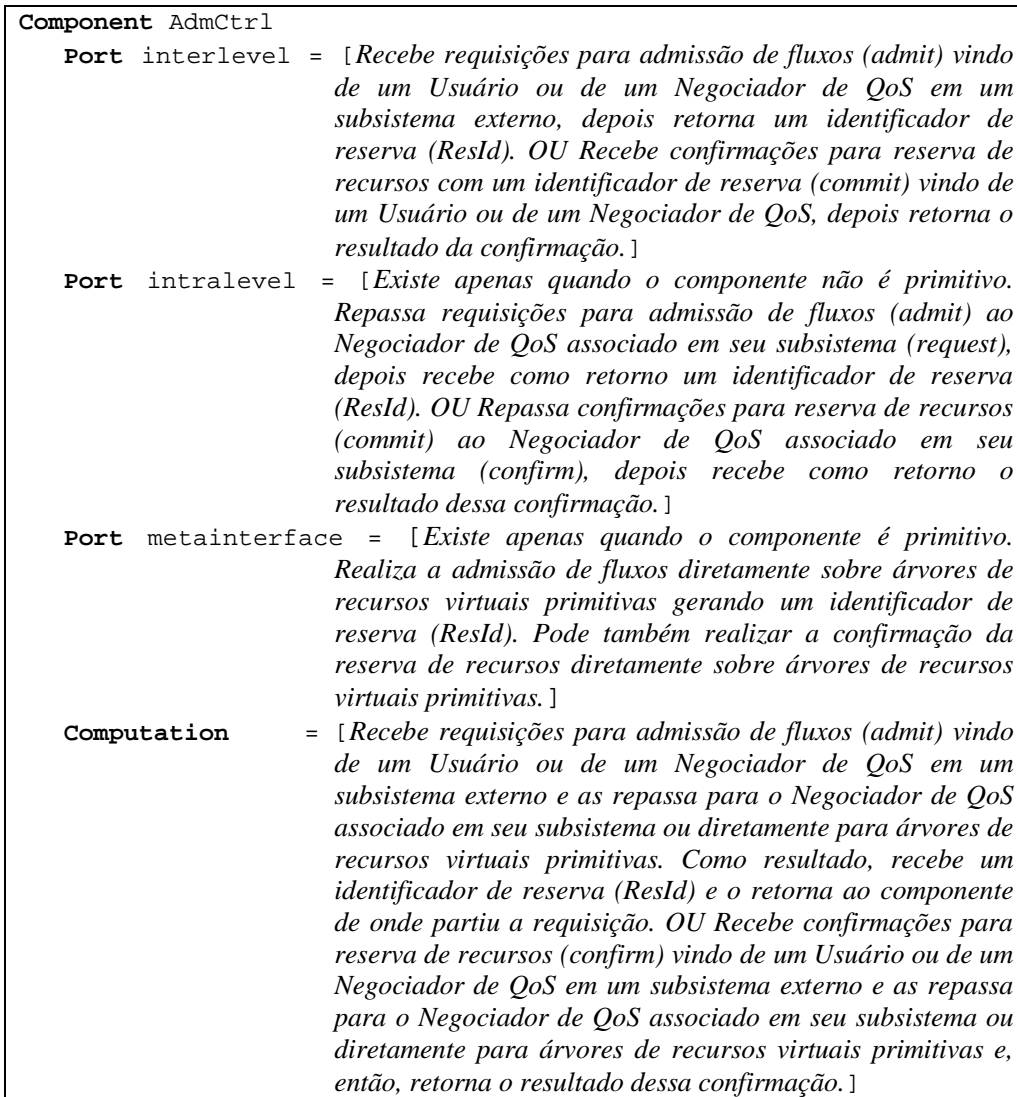 Component AdmCtrl
Port interlevel = [Recebe requisições para admissão de fluxos (admit) vindo
de um Usuário ou de um Negociador de QoS em um
subsistema externo, depois retorna um identificador de
reserva (ResId). OU Recebe confirmações para reserva de
recursos com um identificador de reserva (commit) vindo de
um Usuário ou de um Negociador de QoS, depois retorna o
resultado da confirmação.]
Port intralevel = [Existe apenas quando o componente não é primitivo.
Repassa requisições para admissão de fluxos (admit) ao
Negociador de QoS associado em seu subsistema (request),
depois recebe como retorno um identificador de reserva
(ResId). OU Repassa confirmações para reserva de recursos
(commit) ao Negociador de QoS associado em seu
subsistema (confirm), depois recebe como retorno o
resultado dessa confirmação.]
Port metainterface = [Existe apenas quando o componente é primitivo.
Realiza a admissão de fluxos diretamente sobre árvores de
recursos virtuais primitivas gerando um identificador de
reserva (ResId). Pode também realizar a confirmação da
reserva de recursos diretamente sobre árvores de recursos
virtuais primitivas.]
Computation = [Recebe requisições para admissão de fluxos (admit) vindo
de um Usuário ou de um Negociador de QoS em um
subsistema externo e as repassa para o Negociador de QoS
associado em seu subsistema ou diretamente para árvores de
recursos virtuais primitivas. Como resultado, recebe um
identificador de reserva (ResId) e o retorna ao componente
de onde partiu a requisição. OU Recebe confirmações para
reserva de recursos (confirm) vindo de um Usuário ou de um
Negociador de QoS em um subsistema externo e as repassa
para o Negociador de QoS associado em seu subsistema ou
diretamente para árvores de recursos virtuais primitivas e,
então, retorna o resultado dessa confirmação.]